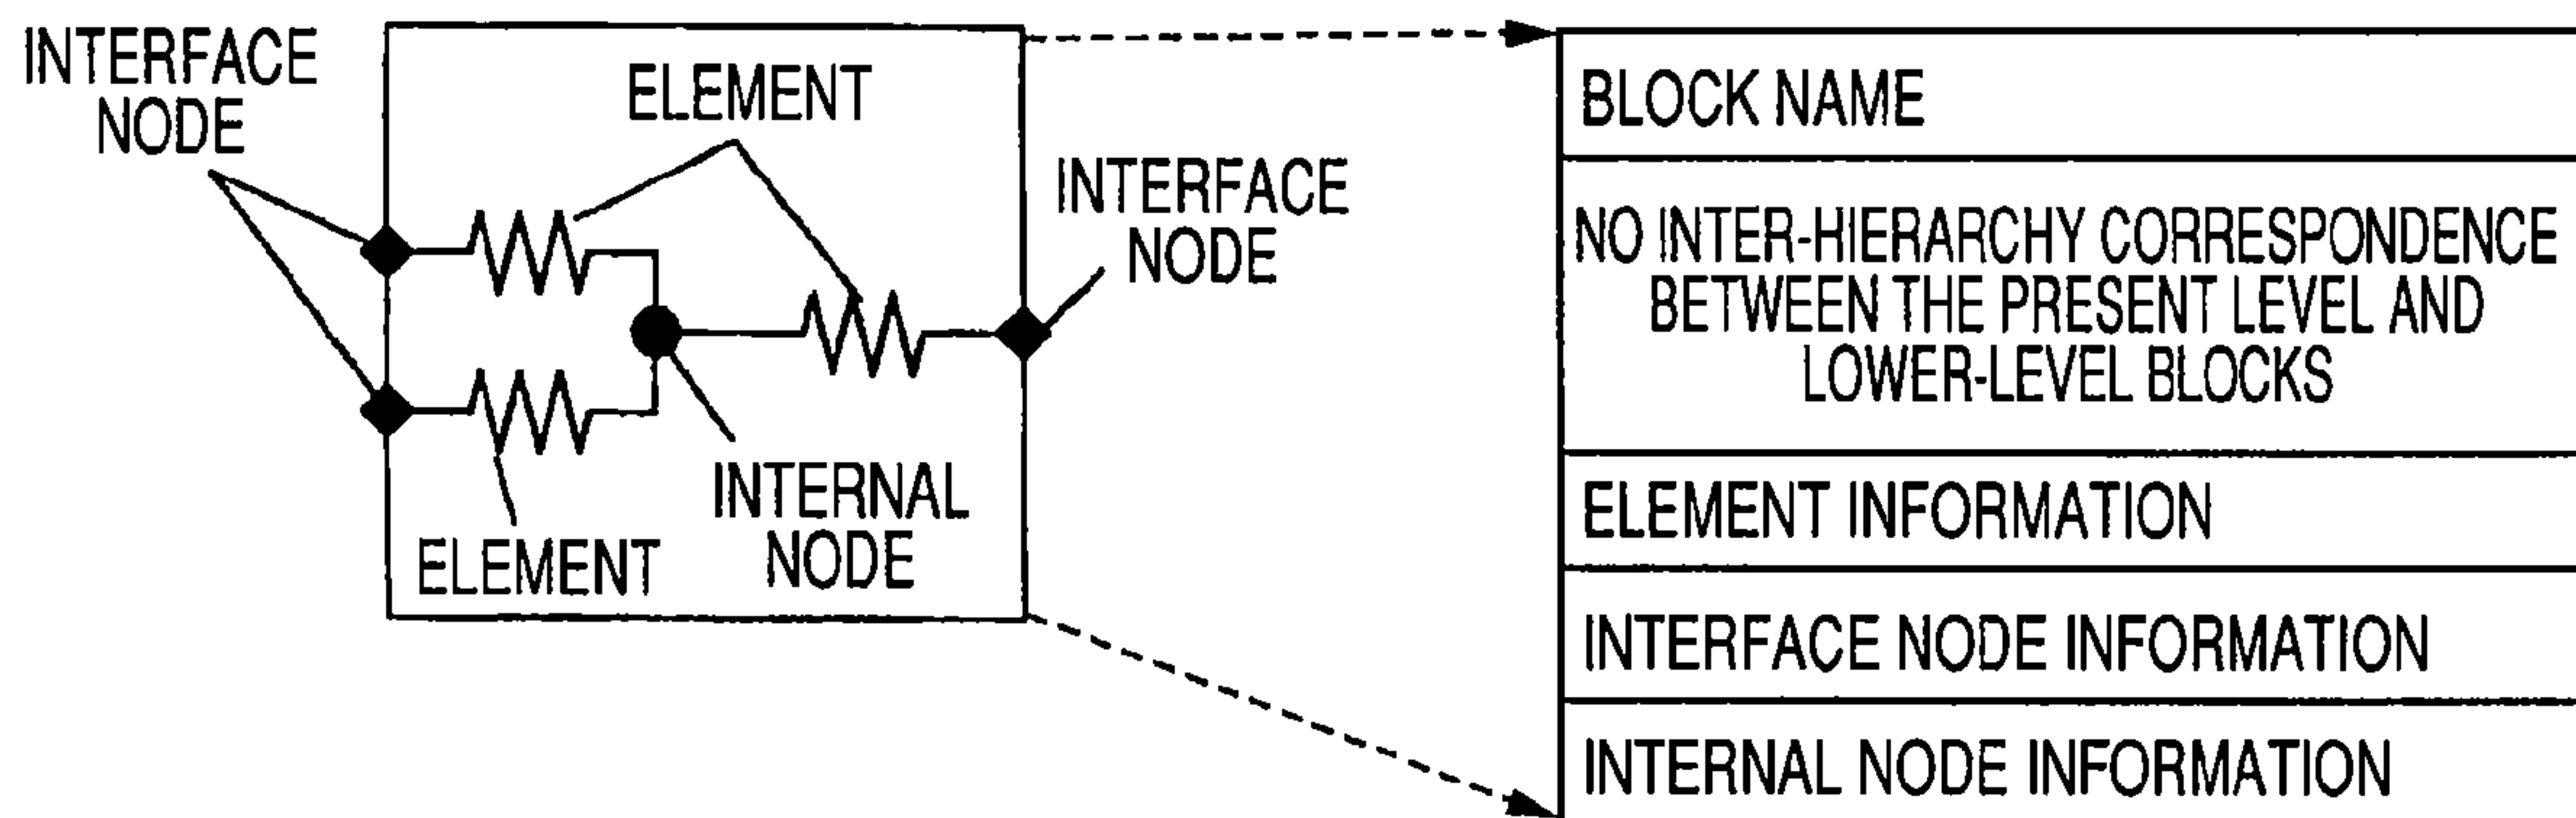 INTERFACE
NODE
ELEMENT
INTERFACE
NODE
ELEMENT
INTERNAL
NODE
BLOCK NAME
NO INTER-HIERARCHY CORRESPONDENCE
BETWEEN THE PRESENT LEVEL AND
LOWER-LEVEL BLOCKS
ELEMENT INFORMATION
INTERFACE NODE INFORMATION
INTERNAL NODE INFORMATION